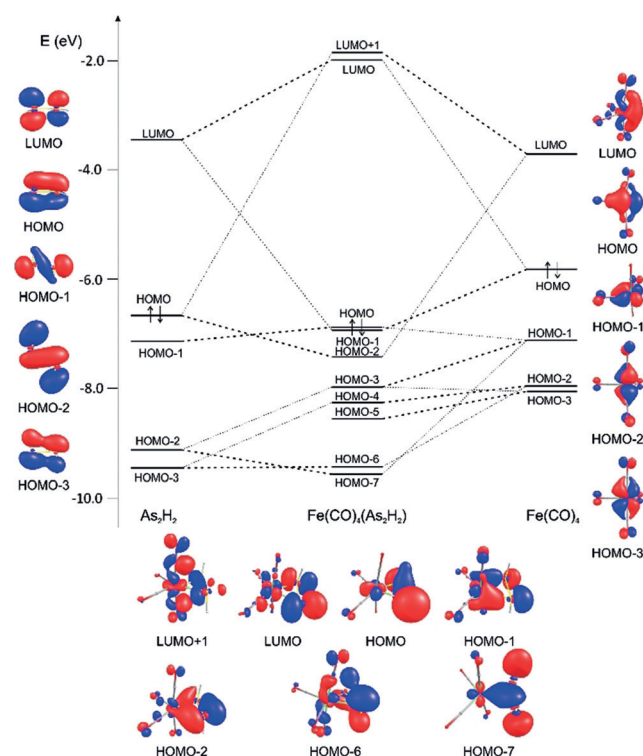 E (eV)
-2.0
-4.0
-6.0
-8.0
-10.0
LUMO
HOMO
HOMO-1
HOMO-2
HOMO-3
LUMO
HOMO
HOMO-1
HOMO-2
HOMO-3
As₂H₂
LUMO+1
LUMO
HOMO
HOMO-1
HOMO-2
HOMO-3
HOMO-4
HOMO-5
HOMO-6
HOMO-7
Fe(CO)₄(As₂H₂)
LUMO
HOMO
HOMO-1
HOMO-2
HOMO-3
Fe(CO)₄
LUMO
HOMO
HOMO-1
HOMO-2
HOMO-3
LUMO+1 LUMO HOMO HOMO-1
HOMO-2 HOMO-6 HOMO-7